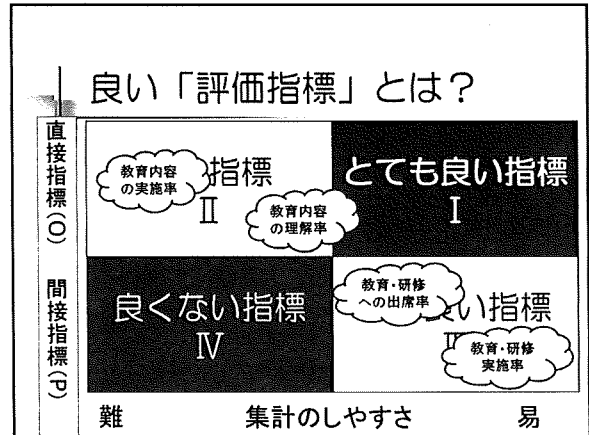 良い「評価指標」とは？
直接指標(O)
教育内容
の実施率
指標
Ⅱ
教育内容
の理解率
とても良い指標
Ⅰ
間接指標(P)
良くない指標
Ⅳ
教育・研修
への出席率
い指標
教育・研修
実施率
難
集計のしやすさ
易